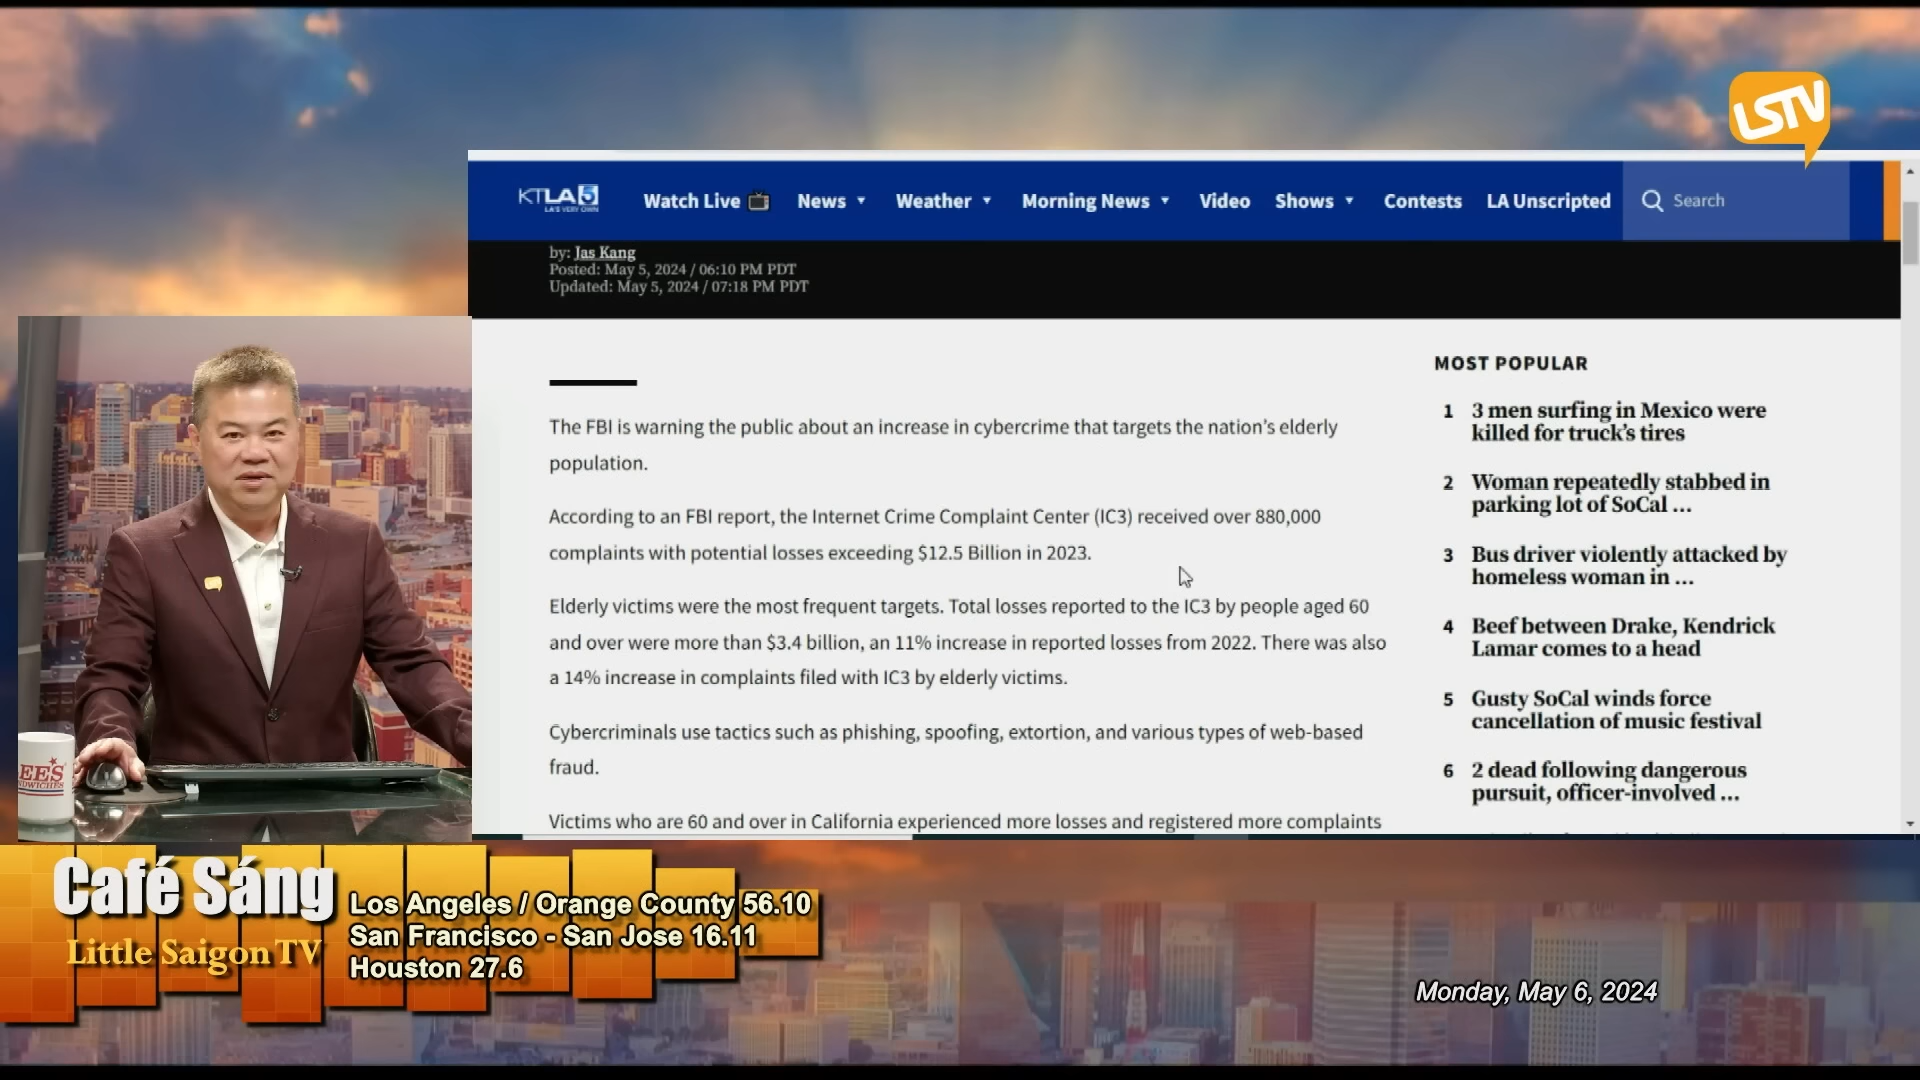 LSTV
KTLA 5
LA'S VERY OWN
Watch Live
News
Weather
Morning News
Video
Shows
Contests
LA Unscripted
Search
by: Jas Kang
Posted: May 5, 2024 / 06:10 PM PDT
Updated: May 5, 2024 / 07:18 PM PDT
The FBI is warning the public about an increase in cybercrime that targets the nation’s elderly
population.
According to an FBI report, the Internet Crime Complaint Center (IC3) received over 880,000
complaints with potential losses exceeding $12.5 Billion in 2023.
Elderly victims were the most frequent targets. Total losses reported to the IC3 by people aged 60
and over were more than $3.4 billion, an 11% increase in reported losses from 2022. There was also
a 14% increase in complaints filed with IC3 by elderly victims.
Cybercriminals use tactics such as phishing, spoofing, extortion, and various types of web-based
fraud.
Victims who are 60 and over in California experienced more losses and registered more complaints
MOST POPULAR
1 3 men surfing in Mexico were
killed for truck’s tires
2 Woman repeatedly stabbed in
parking lot of SoCal ...
3 Bus driver violently attacked by
homeless woman in ...
4 Beef between Drake, Kendrick
Lamar comes to a head
5 Gusty SoCal winds force
cancellation of music festival
6 2 dead following dangerous
pursuit, officer-involved ...
EE'S
Café Sáng
Little Saigon TV
Los Angeles / Orange County 56.10
San Francisco - San Jose 16.11
Houston 27.6
Monday, May 6, 2024